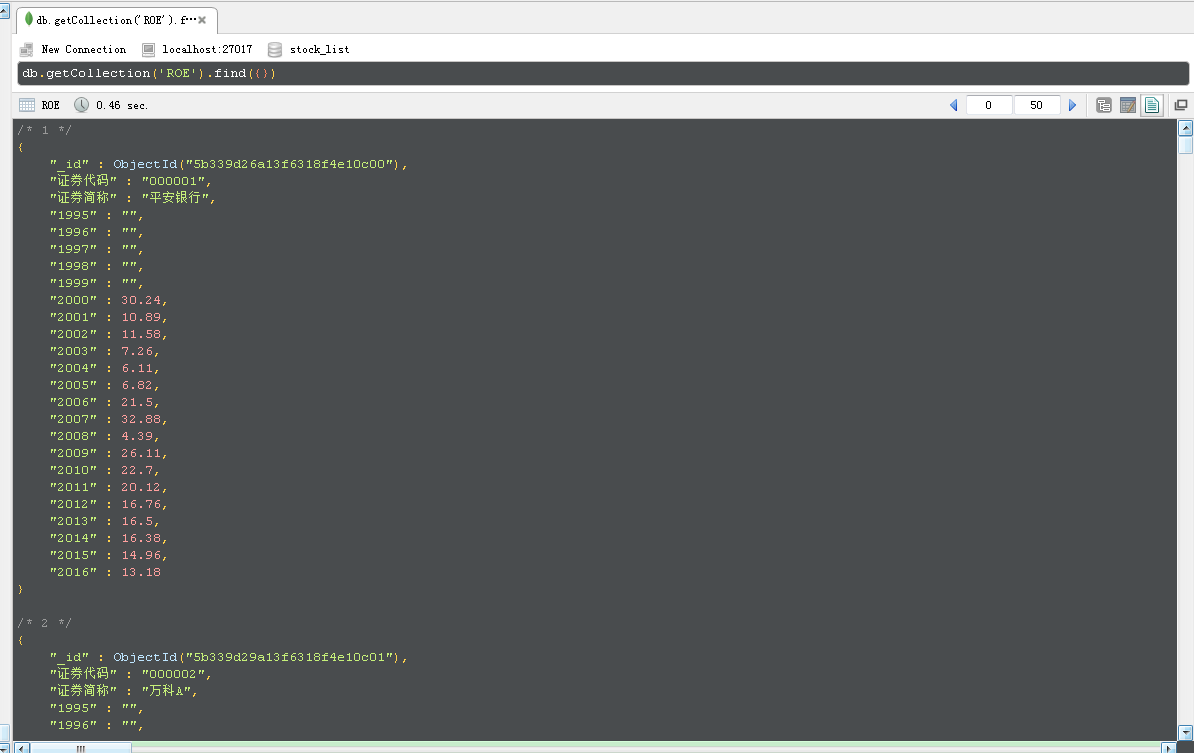 db.getCollection('ROE').f…
New Connection localhost:27017 stock_list
db.getCollection('ROE').find({})
ROE 0.46 sec. 0 50
/* 1 */
{
"_id" : ObjectId("5b339d26a13f6318f4e10c00"),
"证券代码" : "000001",
"证券简称" : "平安银行",
"1995" : "",
"1996" : "",
"1997" : "",
"1998" : "",
"1999" : "",
"2000" : 30.24,
"2001" : 10.89,
"2002" : 11.58,
"2003" : 7.26,
"2004" : 6.11,
"2005" : 6.82,
"2006" : 21.5,
"2007" : 32.88,
"2008" : 4.39,
"2009" : 26.11,
"2010" : 22.7,
"2011" : 20.12,
"2012" : 16.76,
"2013" : 16.5,
"2014" : 16.38,
"2015" : 14.96,
"2016" : 13.18
}
/* 2 */
{
"_id" : ObjectId("5b339d29a13f6318f4e10c01"),
"证券代码" : "000002",
"证券简称" : "万科A",
"1995" : "",
"1996" : "",